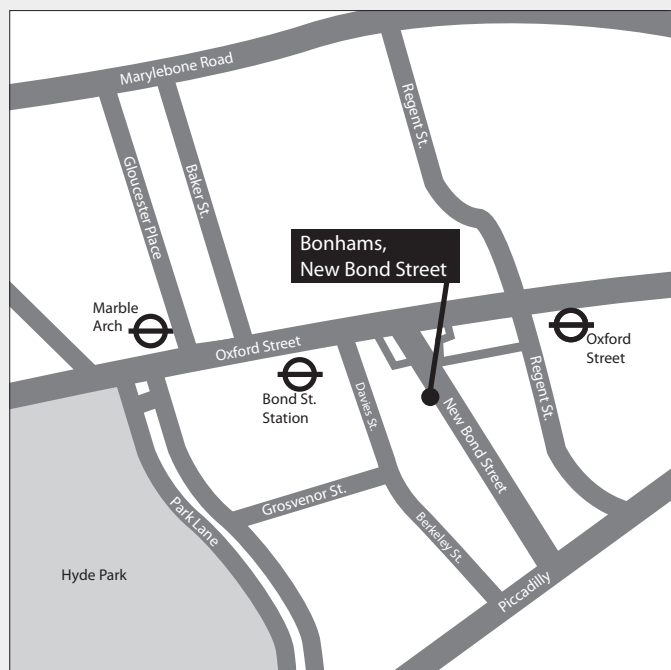 Marylebone Road
Regent St.
Gloucester Place
Baker St.
Bonhams,
New Bond Street
Marble
Arch
Oxford Street
Oxford
Street
Bond St.
Station
Davies St.
Regent St.
New Bond Street
Grosvenor St.
Park Lane
Berkeley St.
Hyde Park
Piccadilly